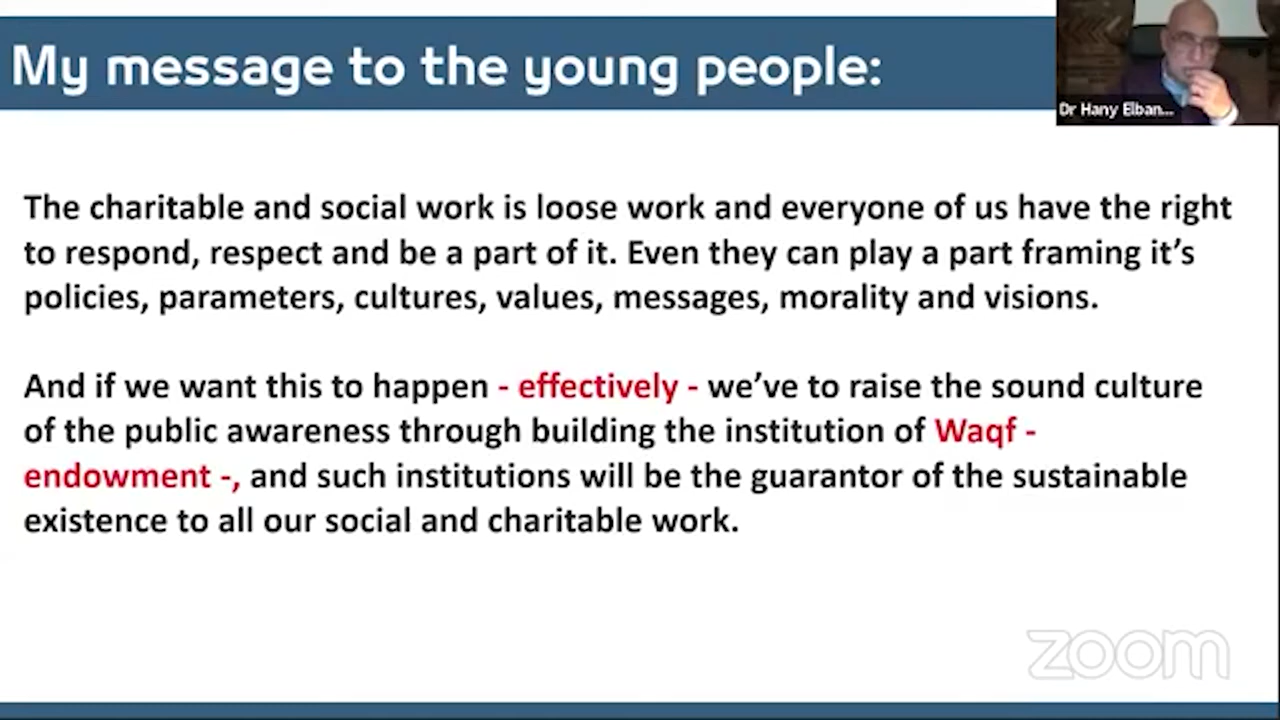 My message to the young people:
Dr Hany Elban...
The charitable and social work is loose work and everyone of us have the right
to respond, respect and be a part of it. Even they can play a part framing it’s
policies, parameters, cultures, values, messages, morality and visions.
And if we want this to happen - effectively - we’ve to raise the sound culture
of the public awareness through building the institution of Waqf -
endowment -, and such institutions will be the guarantor of the sustainable
existence to all our social and charitable work.
zoom